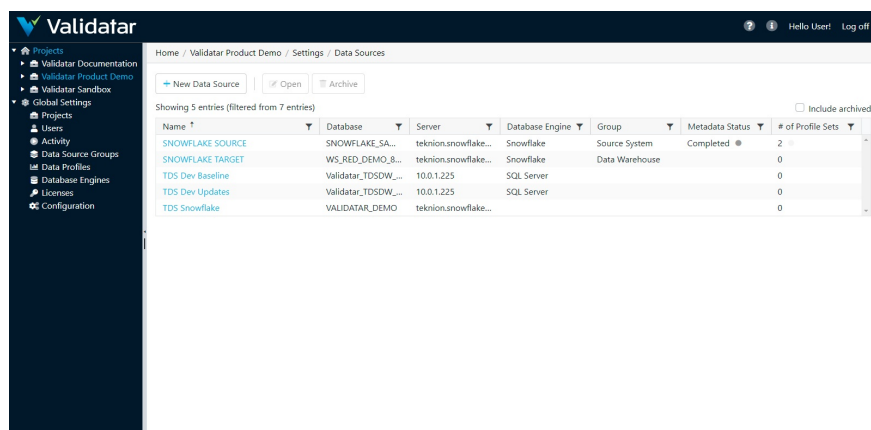 Validatar
Hello User! Log off
Projects
Validatar Documentation
Validatar Product Demo
Validatar Sandbox
Global Settings
Projects
Users
Activity
Data Source Groups
Data Profiles
Database Engines
Licenses
Configuration
Home / Validatar Product Demo / Settings / Data Sources
+ New Data Source Open Archive
Showing 5 entries (filtered from 7 entries) Include archived
Name ↑ Database Server Database Engine Group Metadata Status # of Profile Sets
SNOWFLAKE SOURCE SNOWFLAKE_SA... teknion.snowflake... Snowflake Source System Completed 2
SNOWFLAKE TARGET WS_RED_DEMO_8... teknion.snowflake... Snowflake Data Warehouse 0
TDS Dev Baseline Validatar_TDSDW_... 10.0.1.225 SQL Server 0
TDS Dev Updates Validatar_TDSDW_... 10.0.1.225 SQL Server 0
TDS Snowflake VALIDATAR_DEMO teknion.snowflake... 0